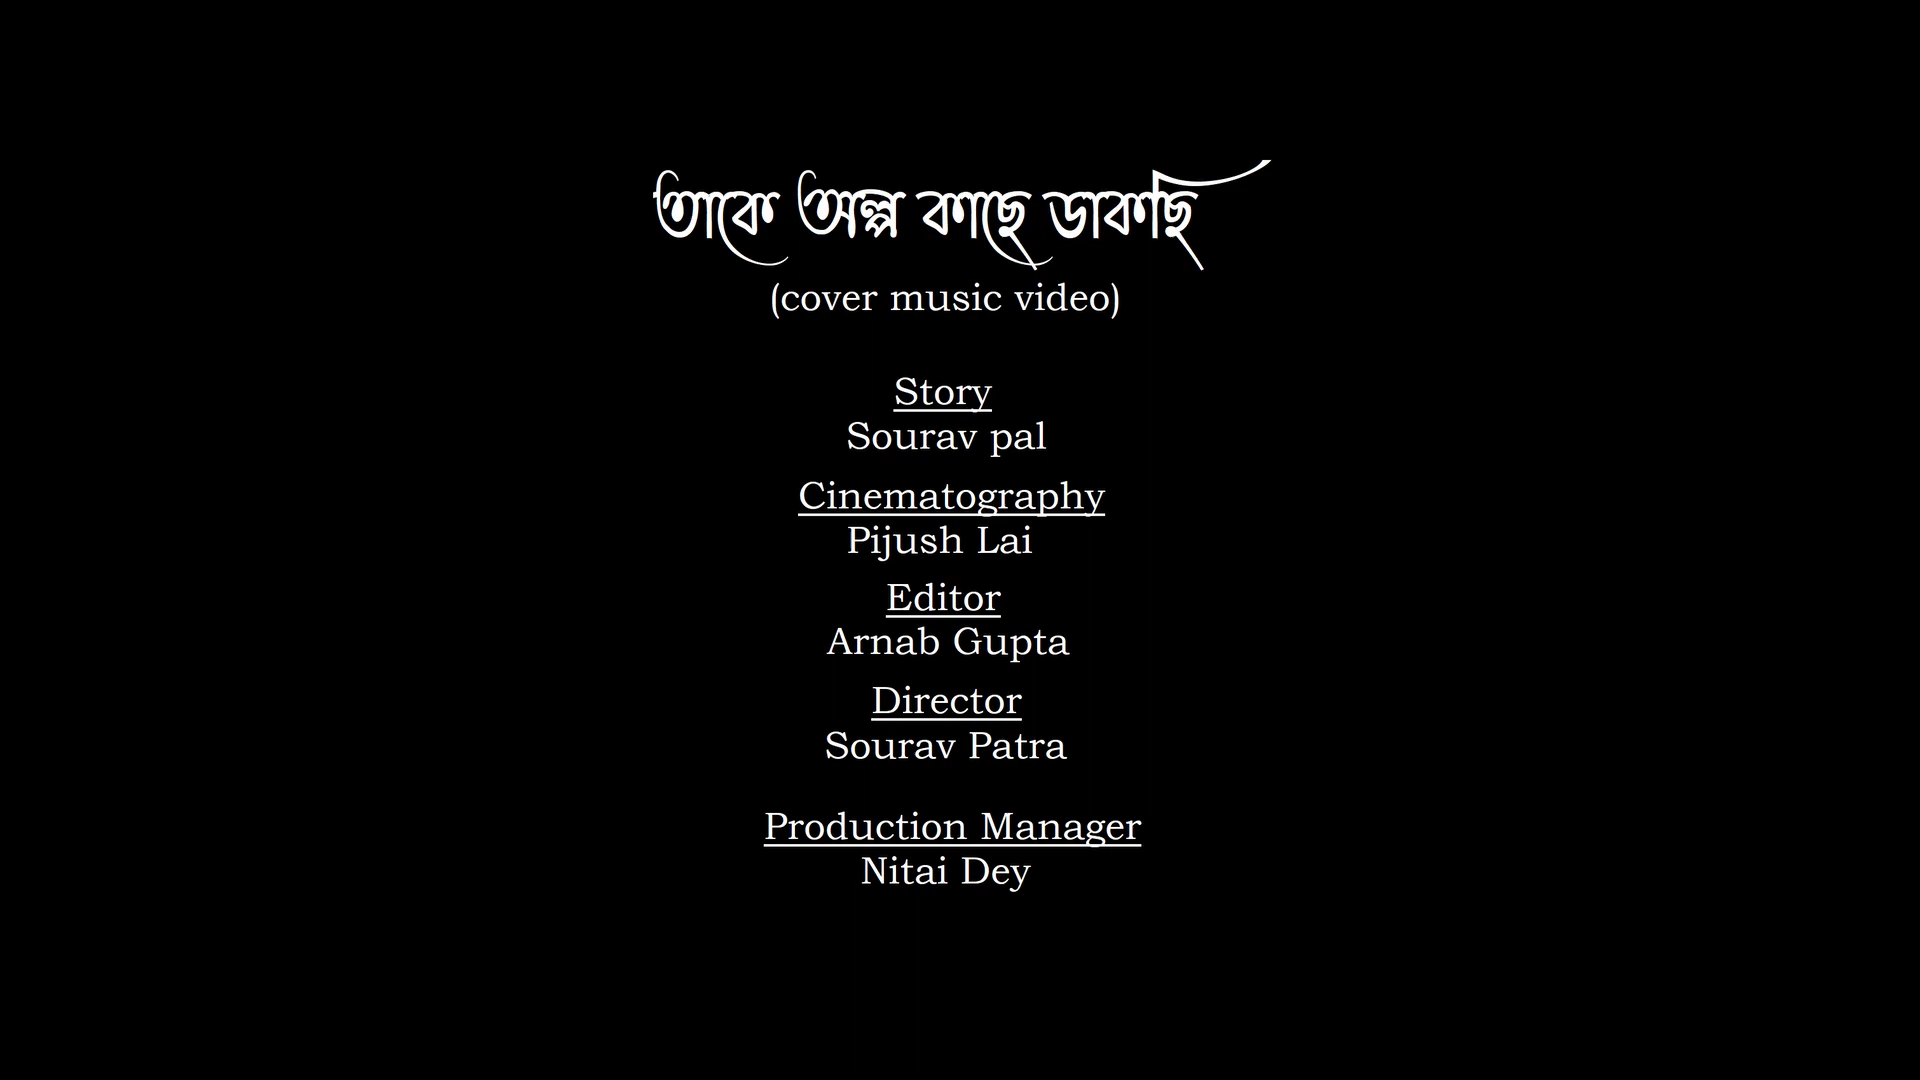 তাকে অল্প কাছে ডাকছি
(cover music video)
Story
Sourav pal
Cinematography
Pijush Lai
Editor
Arnab Gupta
Director
Sourav Patra
Production Manager
Nitai Dey